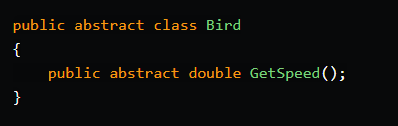 public abstract class Bird
{
    public abstract double GetSpeed();
}